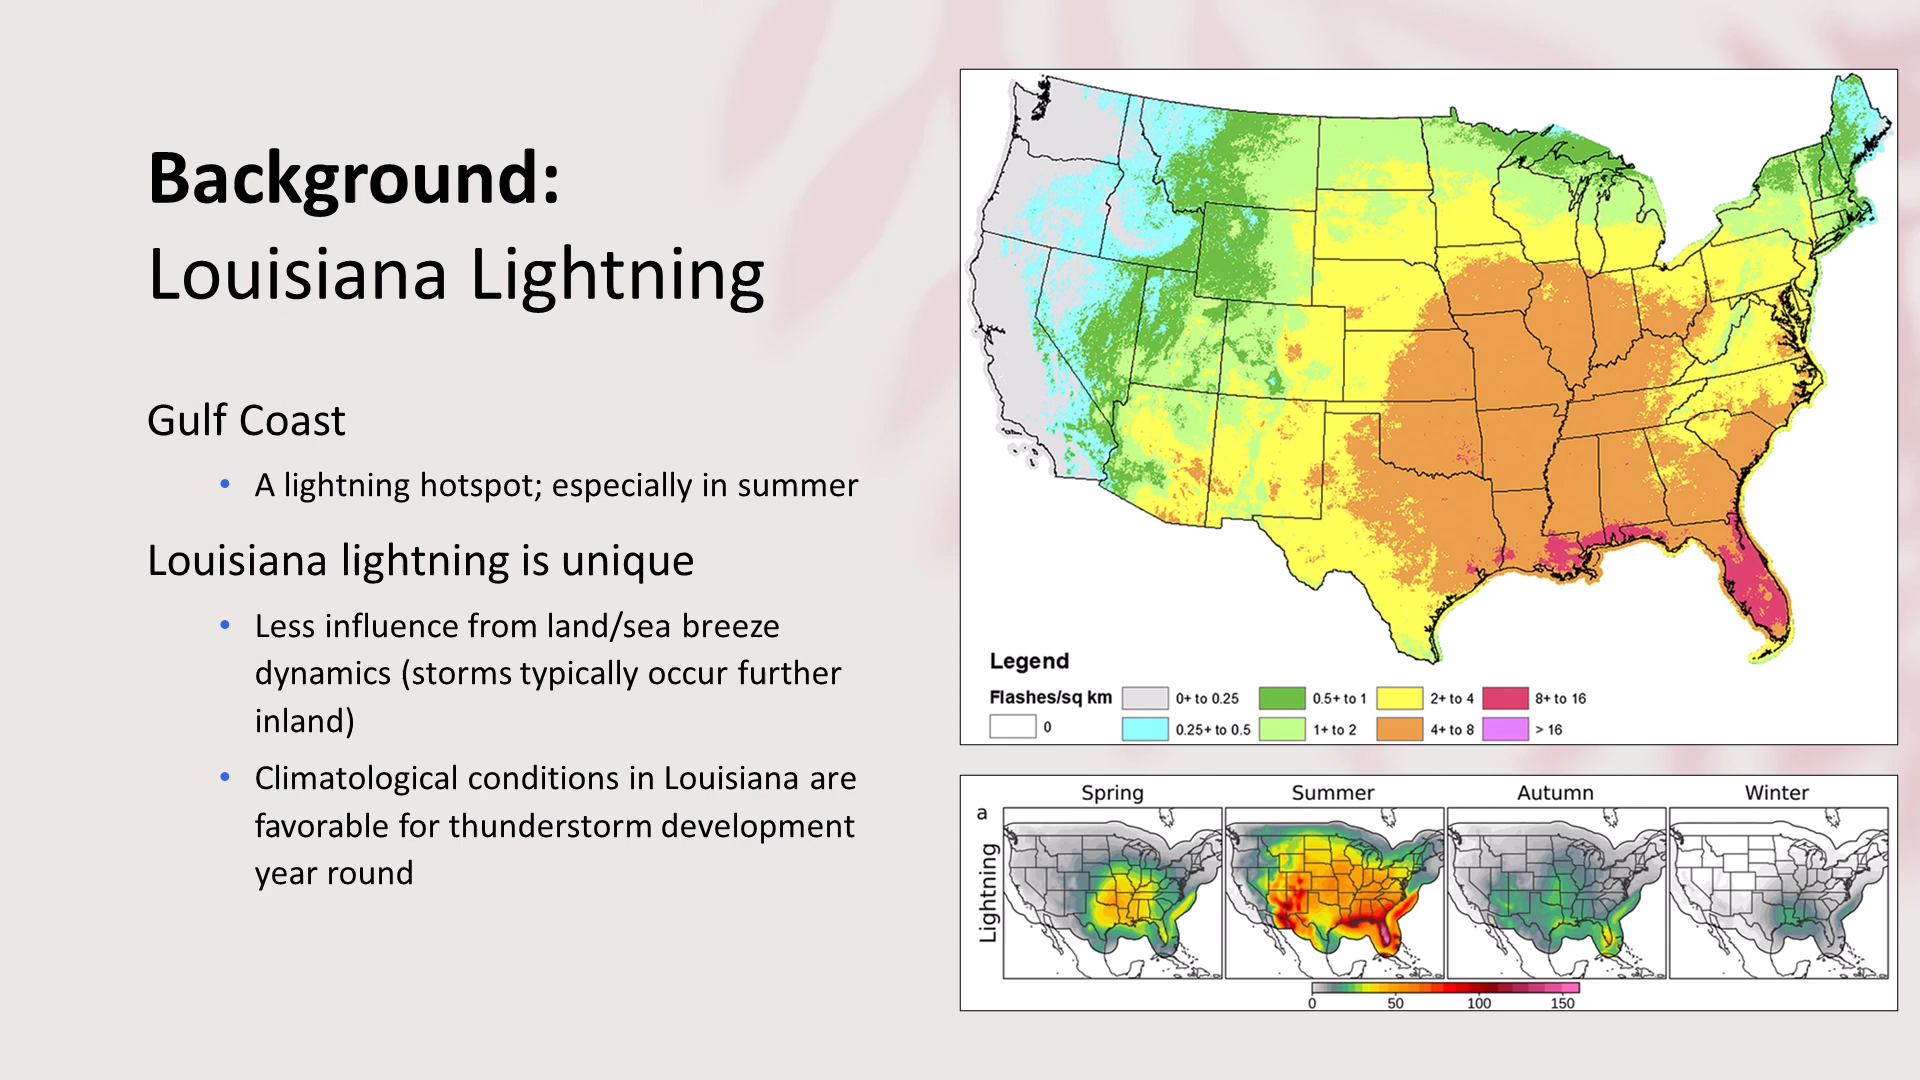 Background:
Louisiana Lightning
Gulf Coast
• A lightning hotspot; especially in summer
Louisiana lightning is unique
• Less influence from land/sea breeze
dynamics (storms typically occur further
inland)
• Climatological conditions in Louisiana are
favorable for thunderstorm development
year round
Legend
Flashes/sq km
0
0+ to 0.25
0.25+ to 0.5
0.5+ to 1
1+ to 2
2+ to 4
4+ to 8
8+ to 16
> 16
Spring
Summer
Autumn
Winter
a
Lightning
0 50 100 150